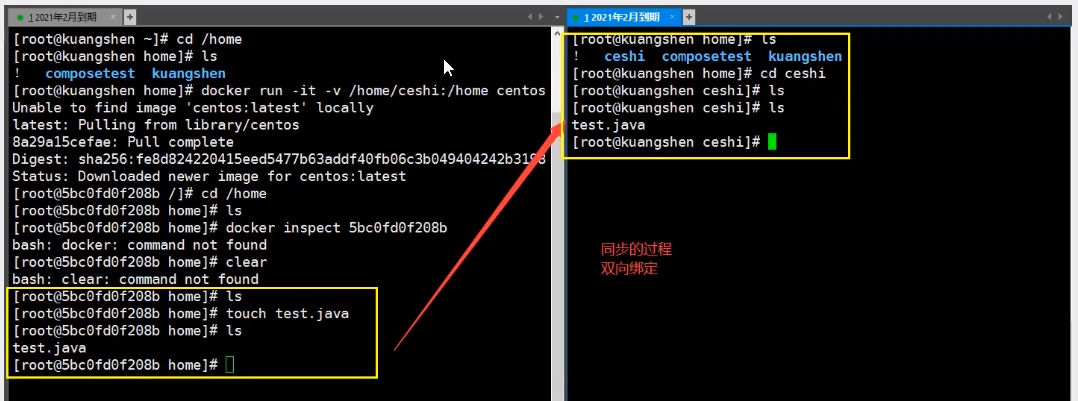 1 2021年2月到期 × +
[root@kuangshen ~]# cd /home
[root@kuangshen home]# ls
! composetest kuangshen
[root@kuangshen home]# docker run -it -v /home/ceshi:/home centos
Unable to find image 'centos:latest' locally
latest: Pulling from library/centos
8a29a15cefae: Pull complete
Digest: sha256:fe8d824220415eed5477b63addf40fb06c3b049404242b3198
Status: Downloaded newer image for centos:latest
[root@5bc0fd0f208b /]# cd /home
[root@5bc0fd0f208b home]# ls
[root@5bc0fd0f208b home]# docker inspect 5bc0fd0f208b
bash: docker: command not found
[root@5bc0fd0f208b home]# clear
bash: clear: command not found
[root@5bc0fd0f208b home]# ls
[root@5bc0fd0f208b home]# touch test.java
[root@5bc0fd0f208b home]# ls
test.java
[root@5bc0fd0f208b home]#
1 2021年2月到期 × +
[root@kuangshen home]# ls
! ceshi composetest kuangshen
[root@kuangshen home]# cd ceshi
[root@kuangshen ceshi]# ls
[root@kuangshen ceshi]# ls
test.java
[root@kuangshen ceshi]#
同步的过程
双向绑定